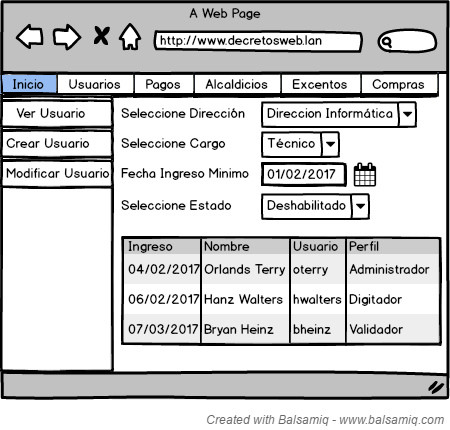 A Web Page
http://www.decretosweb.lan
Inicio Usuarios Pagos Alcaldicios Excentos Compras
Ver Usuario
Crear Usuario
Modificar Usuario
Seleccione Dirección Direccion Informática
Seleccione Cargo Técnico
Fecha Ingreso Minimo 01/02/2017
Seleccione Estado Deshabilitado
Ingreso Nombre Usuario Perfil
04/02/2017 Orlands Terry oterry Administrador
06/02/2017 Hanz Walters hwalters Digitador
07/03/2017 Bryan Heinz bheinz Validador
Created with Balsamiq - www.balsamiq.com